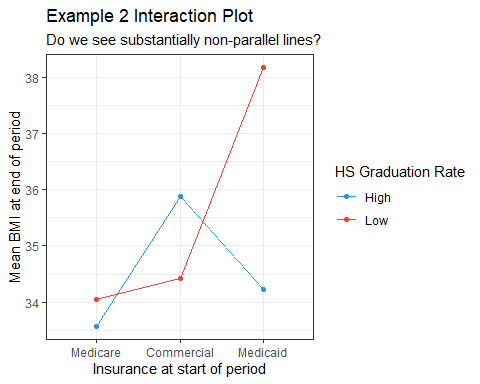 Example 2 Interaction Plot
Do we see substantially non-parallel lines?
Mean BMI at end of period
38
37
36
35
34
Medicare Commercial Medicaid
Insurance at start of period
HS Graduation Rate
High
Low